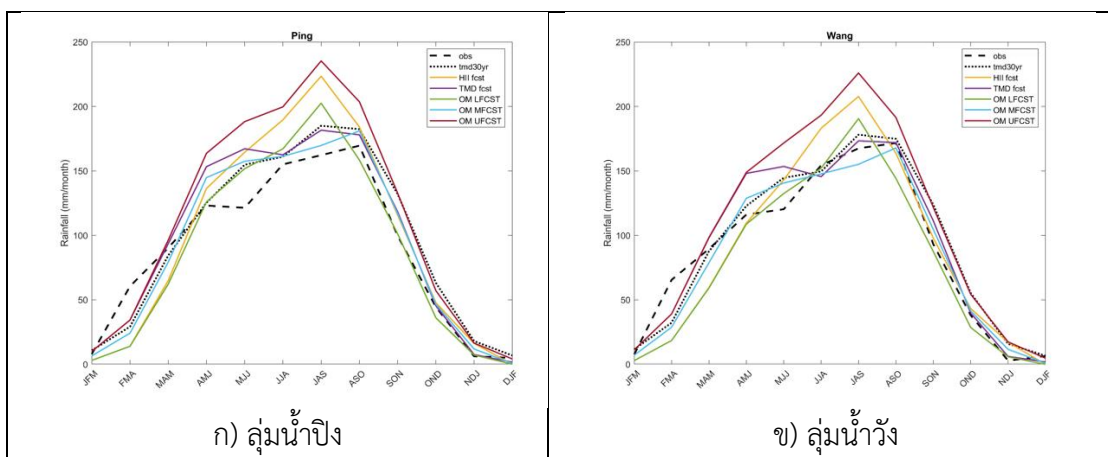 Ping
250
200
150
100
50
0
Rainfall (mm/month)
JFM
FMA
MAM
AMJ
MJJ
JJA
JAS
ASO
SON
OND
NDJ
DJF
obs
tmd30yr
HII fcst
TMD fcst
OM LFCST
OM MFCST
OM UFCST
ก) ลุ่มน้ำปิง
Wang
250
200
150
100
50
0
Rainfall (mm/month)
JFM
FMA
MAM
AMJ
MJJ
JJA
JAS
ASO
SON
OND
NDJ
DJF
obs
tmd30yr
HII fcst
TMD fcst
OM LFCST
OM MFCST
OM UFCST
ข) ลุ่มน้ำวัง